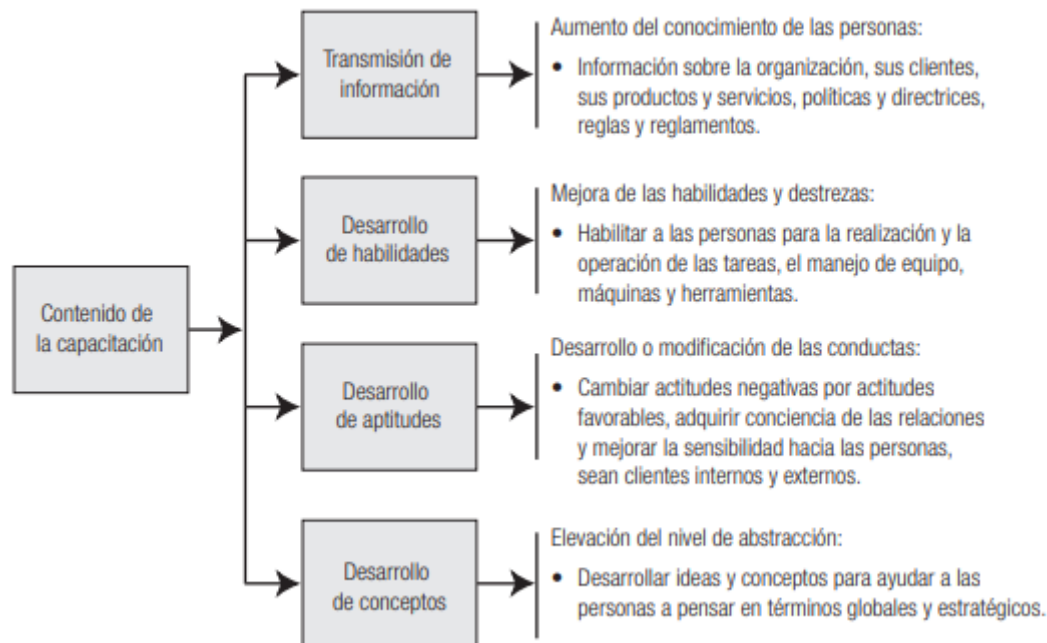 Contenido de
la capacitación
Transmisión de
información
Aumento del conocimiento de las personas:
• Información sobre la organización, sus clientes,
sus productos y servicios, políticas y directrices,
reglas y reglamentos.
Desarrollo
de habilidades
Mejora de las habilidades y destrezas:
• Habilitar a las personas para la realización y la
operación de las tareas, el manejo de equipo,
máquinas y herramientas.
Desarrollo
de aptitudes
Desarrollo o modificación de las conductas:
• Cambiar actitudes negativas por actitudes
favorables, adquirir conciencia de las relaciones
y mejorar la sensibilidad hacia las personas,
sean clientes internos y externos.
Desarrollo
de conceptos
Elevación del nivel de abstracción:
• Desarrollar ideas y conceptos para ayudar a las
personas a pensar en términos globales y estratégicos.